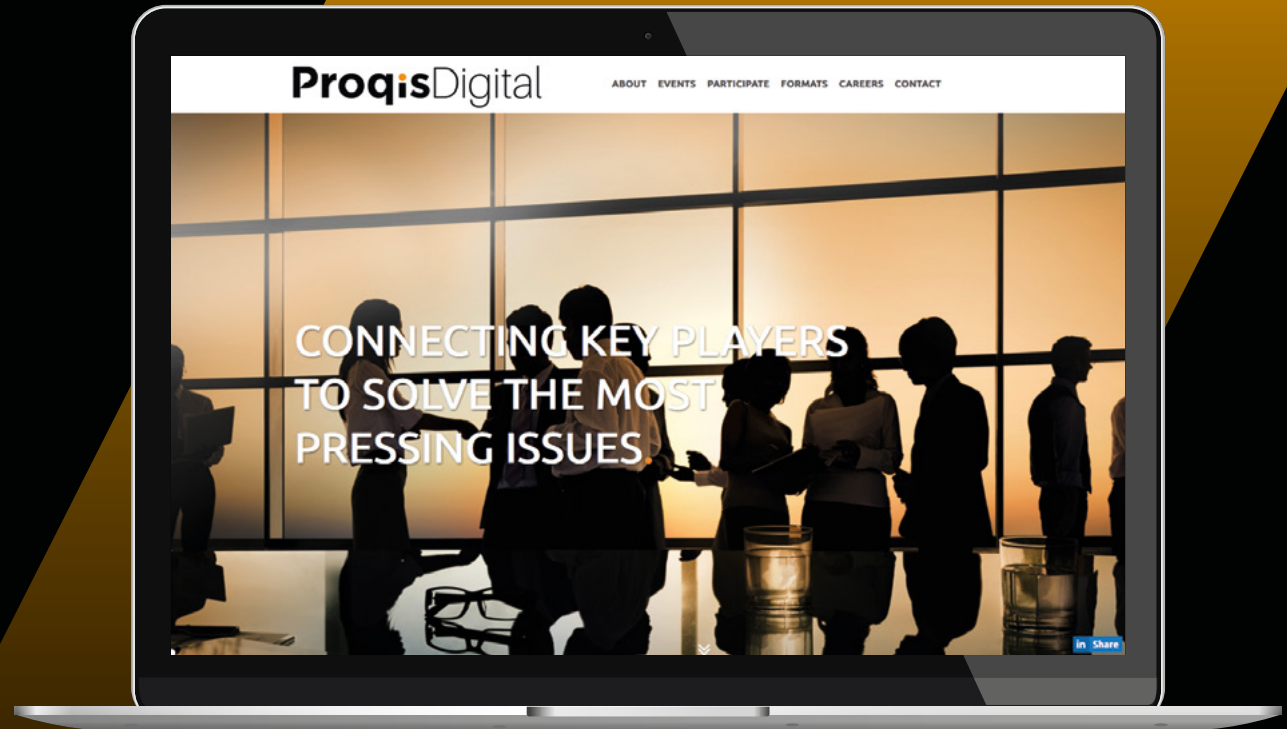 ProqisDigital
ABOUT EVENTS PARTICIPATE FORMATS CAREERS CONTACT
CONNECTING KEY PLAYERS
TO SOLVE THE MOST
PRESSING ISSUES.
in Share